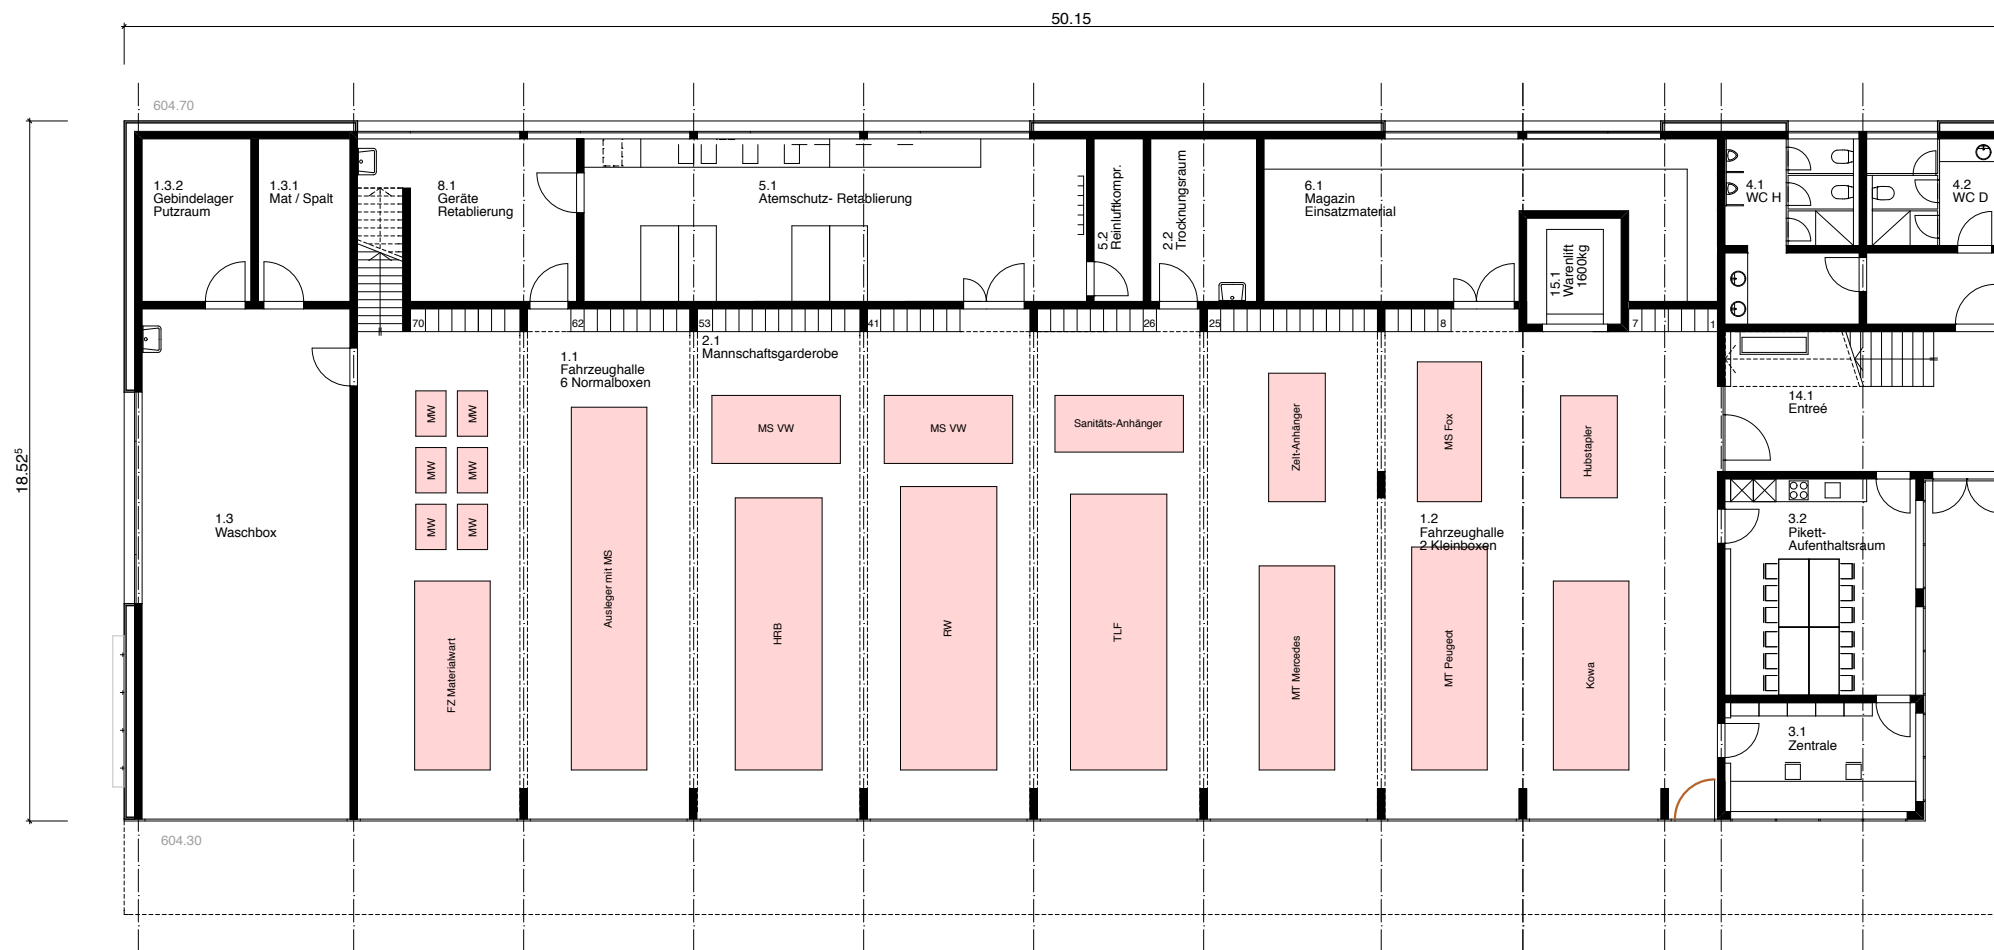 50.15
604.70
18.52⁵
1.3.2
Gebindelager
Putzraum
1.3.1
Mat / Spalt
8.1
Geräte
Retablierung
5.1
Atemschutz- Retablierung
5.2
Reinluftkompr.
2.2
Trocknungsraum
6.1
Magazin
Einsatzmaterial
15.1
Warenlift
1600kg
4.1
WC H
4.2
WC D
70
62
53
41
26
25
8
7
1
1.1
Fahrzeughalle
6 Normalboxen
2.1
Mannschaftsgarderobe
MW
MW
MW
MW
MW
MW
MS VW
MS VW
Sanitäts-Anhänger
Zelt-Anhänger
MS Fox
Hubstapler
14.1
Entreé
1.3
Waschbox
1.2
Fahrzeughalle
2 Kleinboxen
3.2
Pikett-
Aufenthaltsraum
FZ Materialwart
Ausleger mit MS
HRB
RW
TLF
MT Mercedes
MT Peugeot
Kowa
3.1
Zentrale
604.30